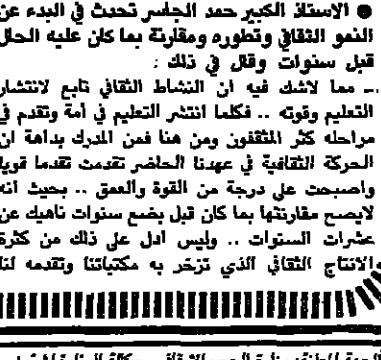 ● الاستاذ الكبير حمد الجاسر تحدث في البدء عن
النمو الثقافي وتطوره ومقارنة بما كان عليه الحال
قبل سنوات وقال في ذلك :
ـ مما لاشك فيه ان النشاط الثقافي تابع لانتشار
التعليم وقوته .. فكلما انتشر التعليم في امة وتقدم في
مراحله كثر المثقفون ومن هنا فمن المدرك بداهة ان
الحركة الثقافية في عهدنا الحاضر تقدمت تقدما قويا
واصبحت على درجة من القوة والعمق .. بحيث انه
لايصح مقارنتها بما كان قبل بضع سنوات ناهيك عن
عشرات السنوات .. وليس ادل على ذلك من كثرة
والانتاج الثقافي الذي تزخر به مكتباتنا وتقدمه لنا